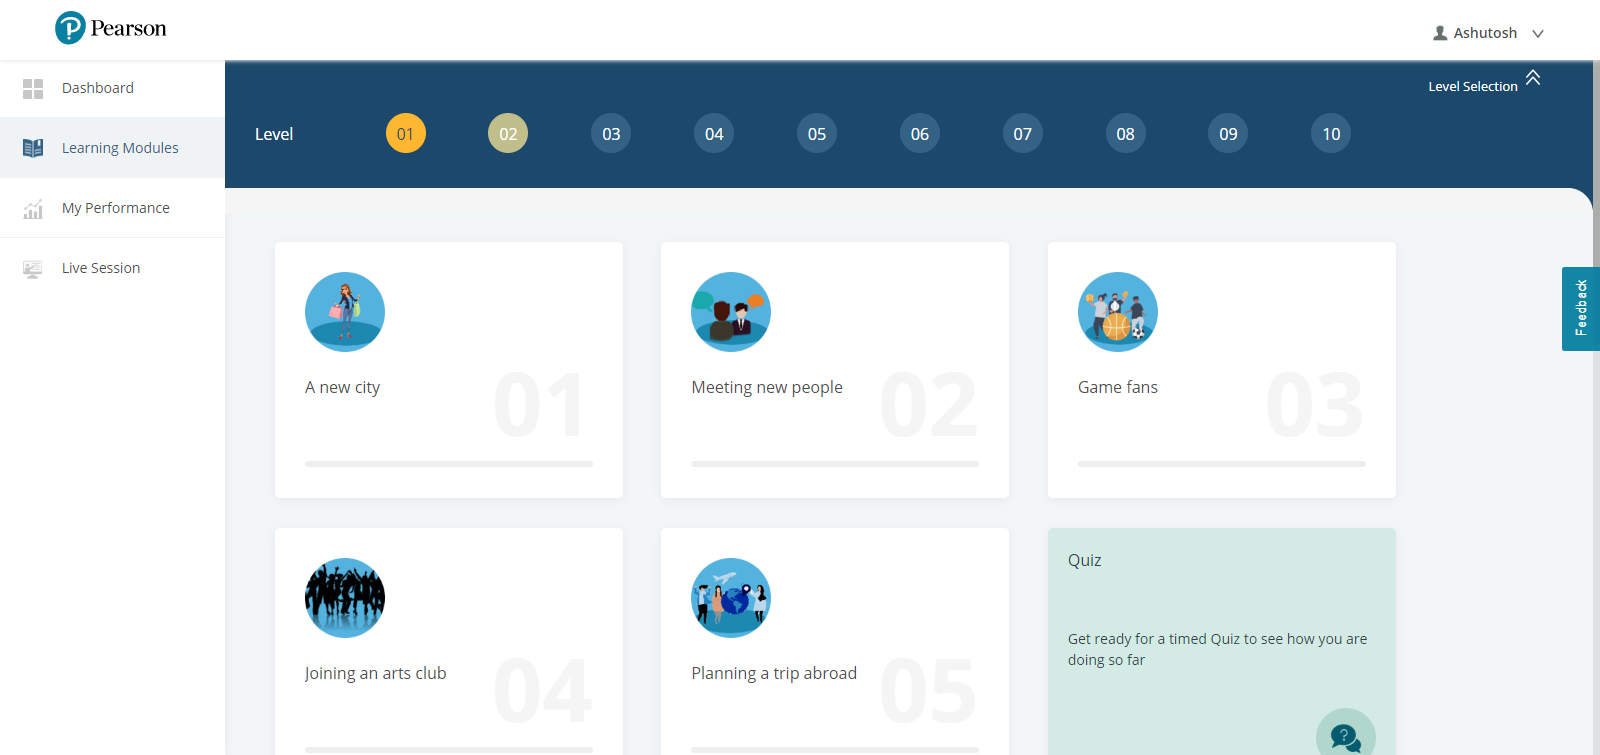 Pearson
Ashutosh
Dashboard
Learning Modules
My Performance
Live Session
Level Selection
Level 01 02 03 04 05 06 07 08 09 10
Feedback
A new city
01
Meeting new people
02
Game fans
03
Joining an arts club
04
Planning a trip abroad
05
Quiz
Get ready for a timed Quiz to see how you are
doing so far
?